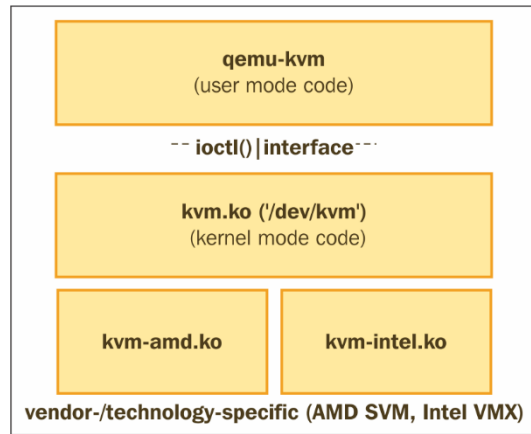 qemu-kvm
(user mode code)
-- ioctl()|interface ---
kvm.ko ('/dev/kvm')
(kernel mode code)
kvm-amd.ko
kvm-intel.ko
vendor-/technology-specific (AMD SVM, Intel VMX)